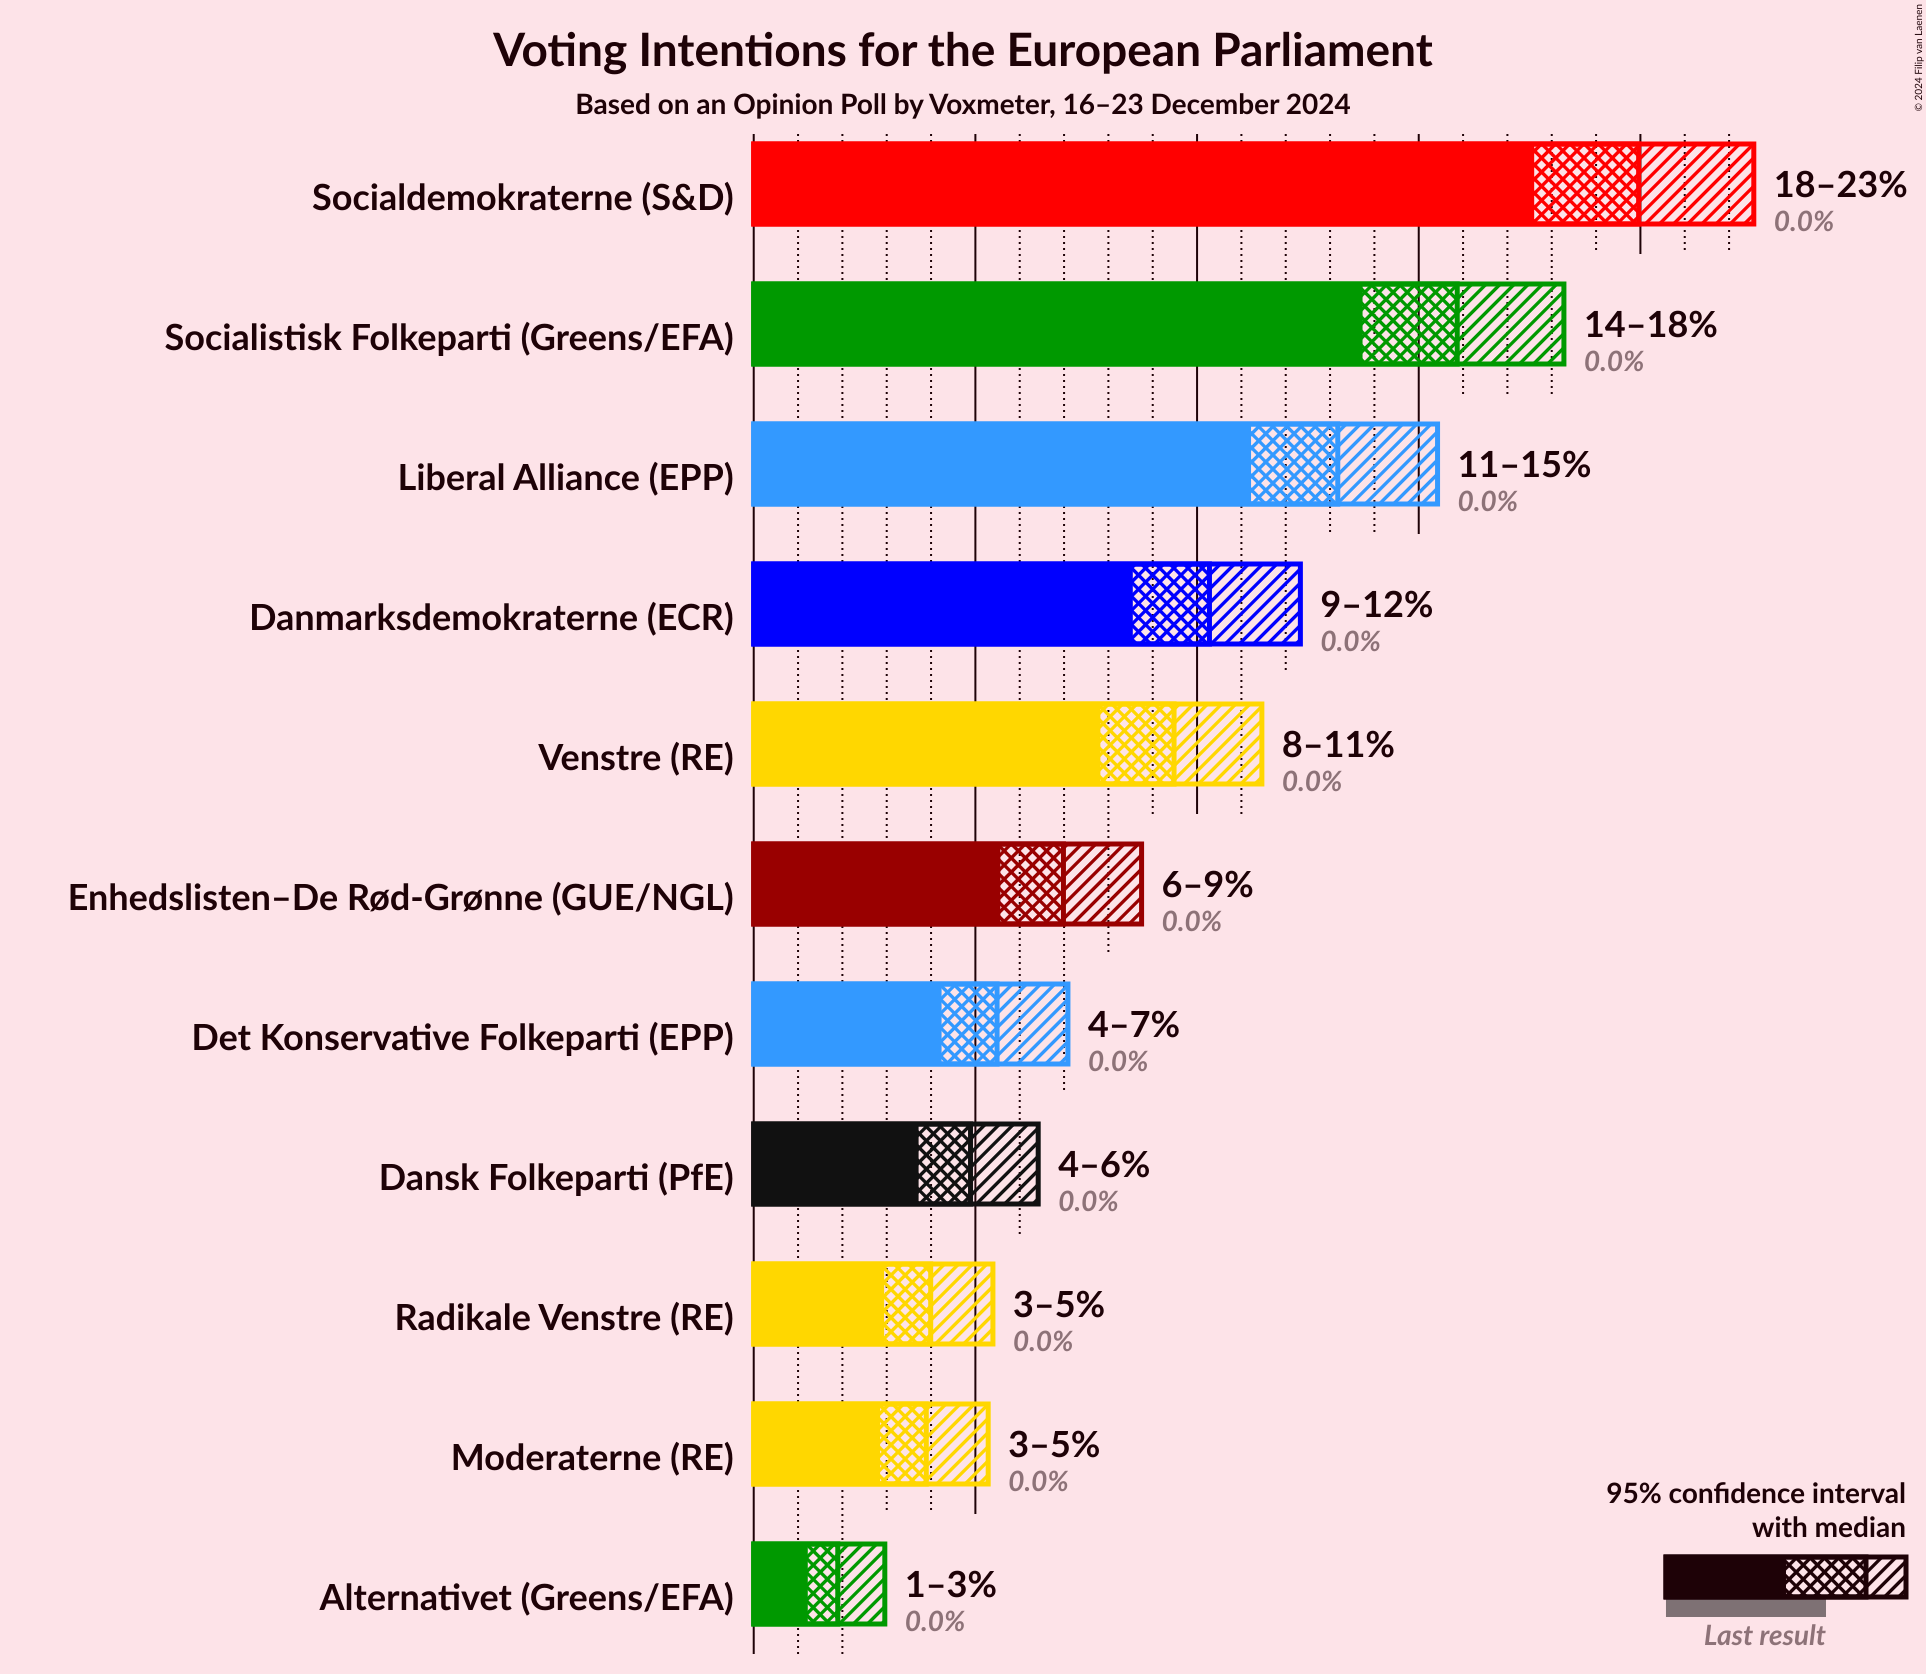 Voting Intentions for the European Parliament
Based on an Opinion Poll by Voxmeter, 16–23 December 2024
© 2024 Filip van Laenen
Socialdemokraterne (S&D)
18–23%
0.0%
Socialistisk Folkeparti (Greens/EFA)
14–18%
0.0%
Liberal Alliance (EPP)
11–15%
0.0%
Danmarksdemokraterne (ECR)
9–12%
0.0%
Venstre (RE)
8–11%
0.0%
Enhedslisten–De Rød-Grønne (GUE/NGL)
6–9%
0.0%
Det Konservative Folkeparti (EPP)
4–7%
0.0%
Dansk Folkeparti (PfE)
4–6%
0.0%
Radikale Venstre (RE)
3–5%
0.0%
Moderaterne (RE)
3–5%
0.0%
Alternativet (Greens/EFA)
1–3%
0.0%
95% confidence interval
with median
Last result